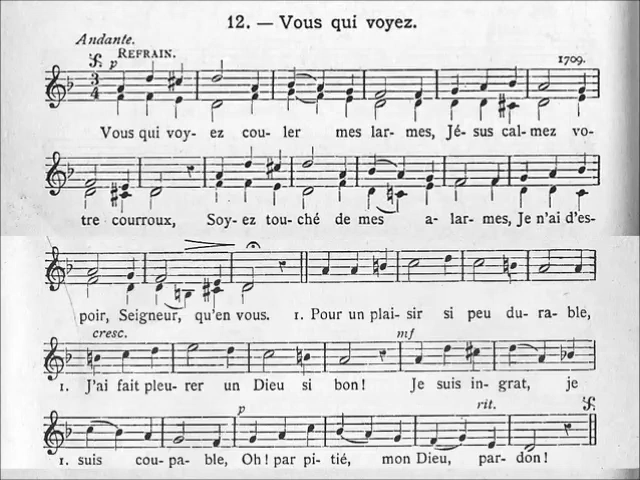 12. — Vous qui voyez.
Andante.
REFRAIN.
p
1709.
Vous qui voy- ez cou- ler mes lar- mes, Jé- sus cal- mez vo-
tre courroux, Soy- ez tou- ché de mes a- lar- mes, Je n'ai d'es-
poir, Seigneur, qu'en vous. 1. Pour un plai- sir si peu du- ra- ble,
cresc. mf
1. J'ai fait pleu- rer un Dieu si bon! Je suis in- grat, je
p rit.
1. suis cou- pa- ble, Oh! par pi- tié, mon Dieu, par- don!